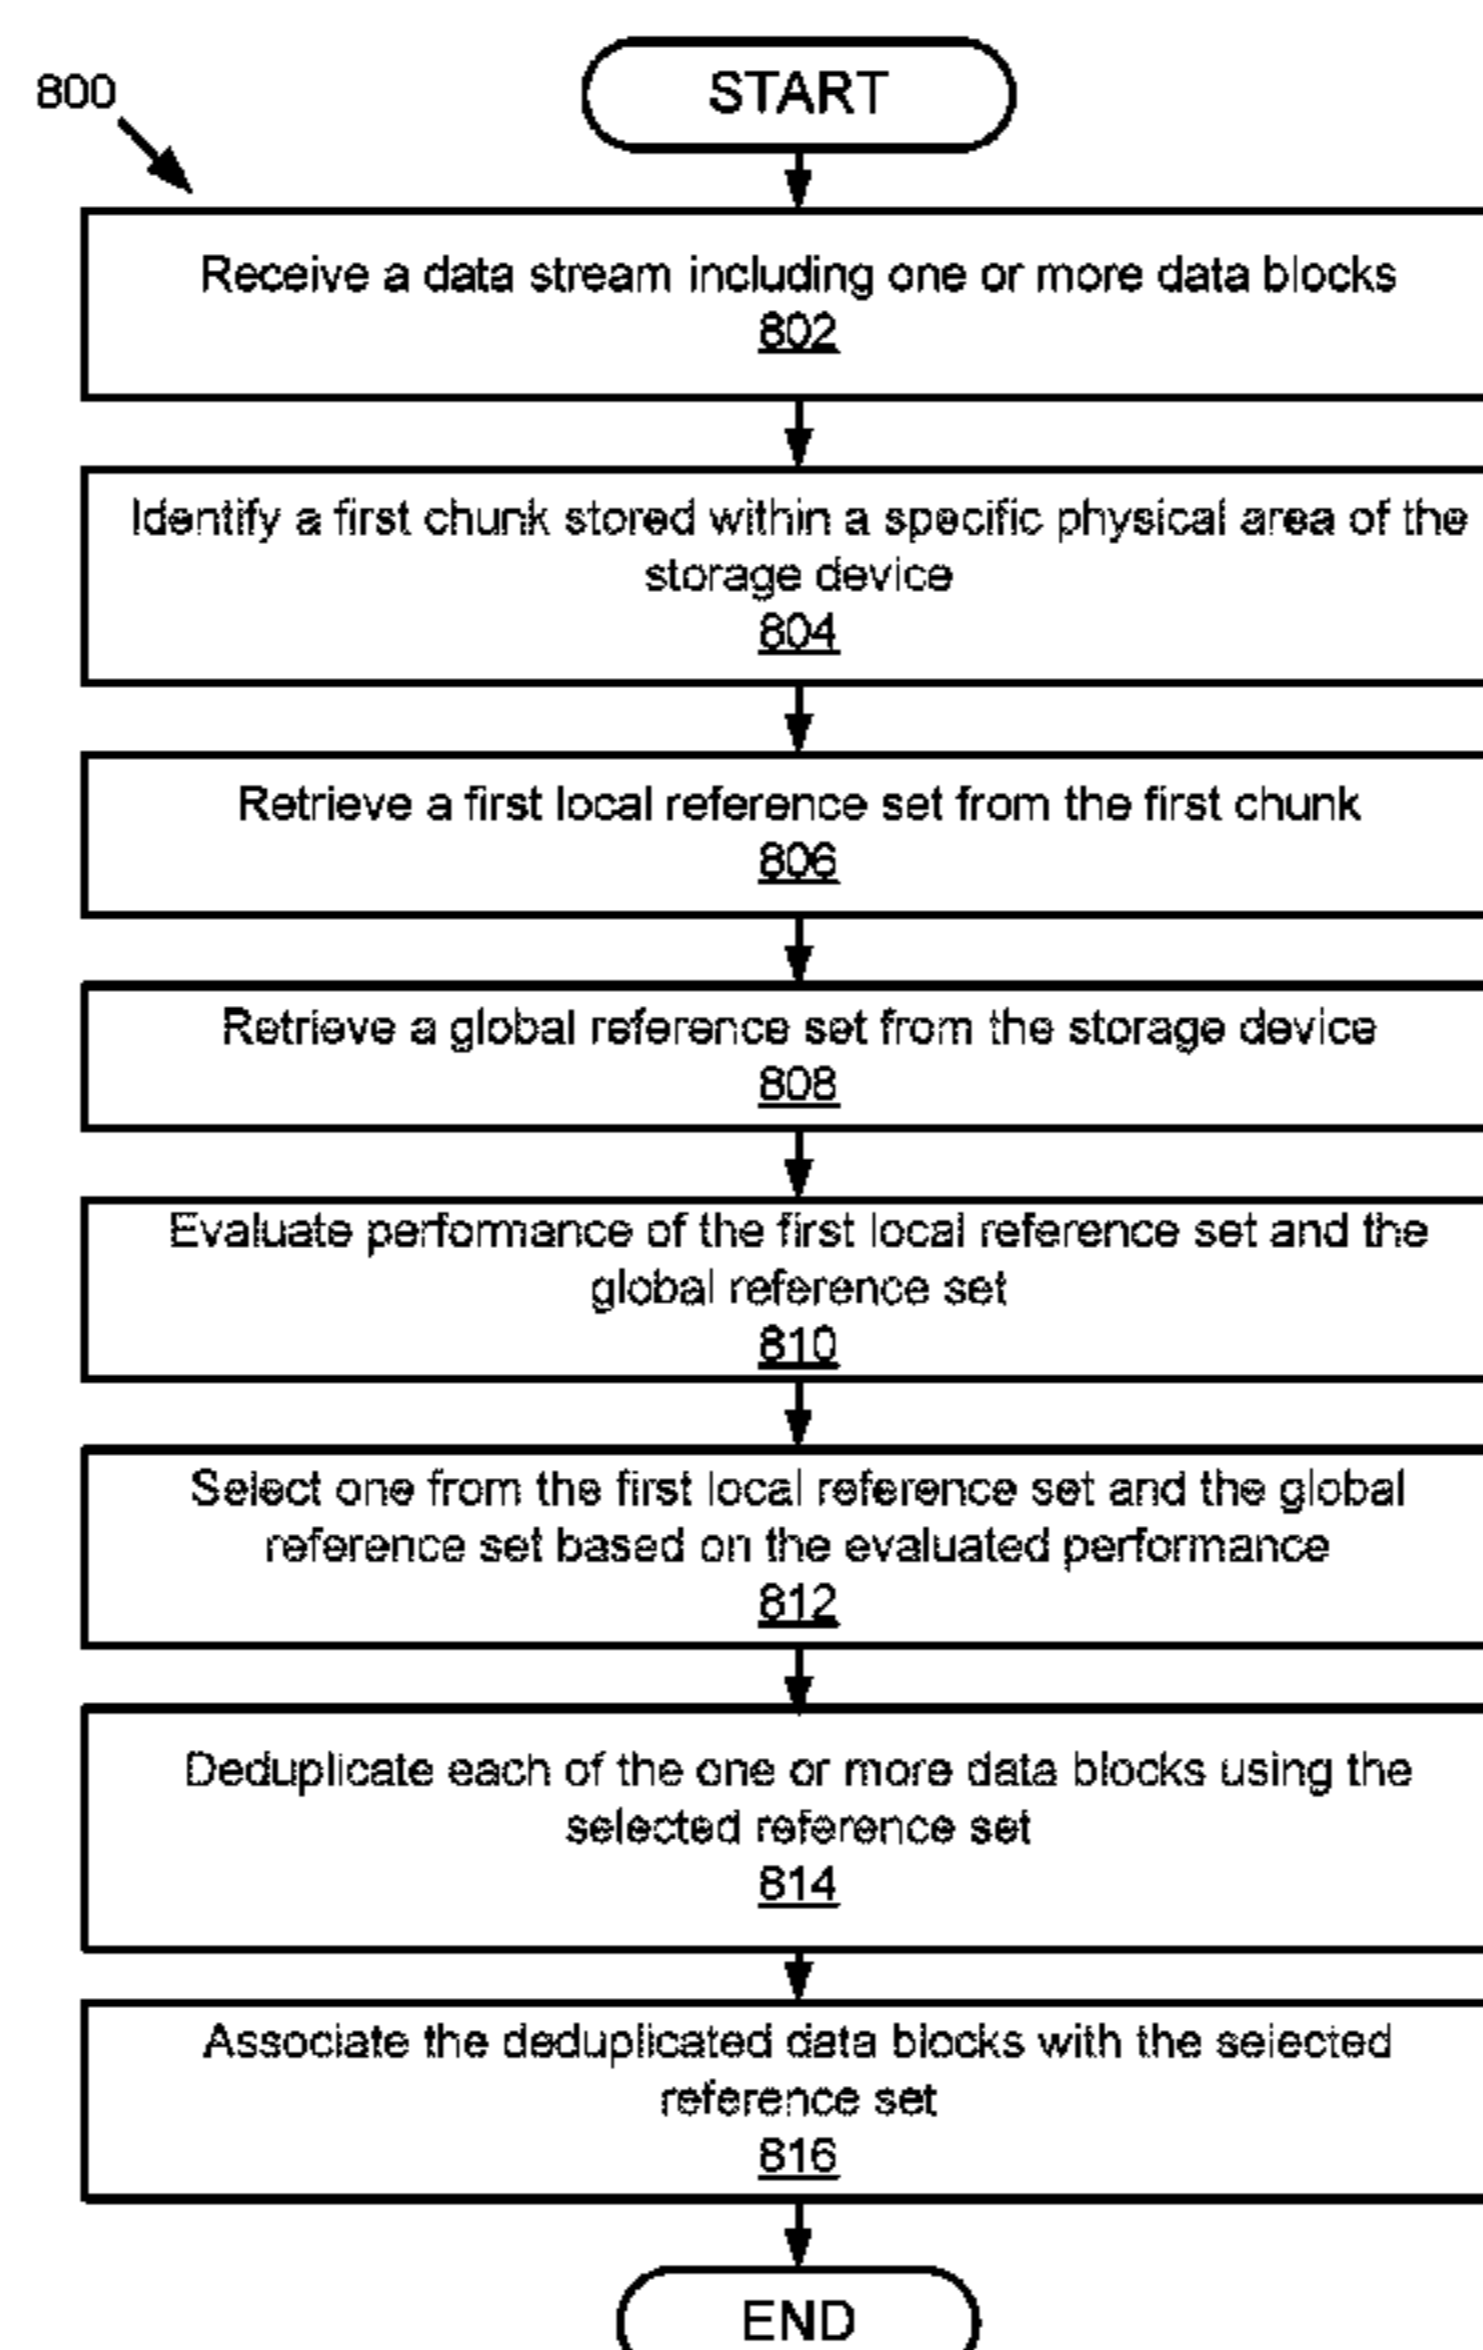 800
START
Receive a data stream including one or more data blocks
802
Identify a first chunk stored within a specific physical area of the
storage device
804
Retrieve a first local reference set from the first chunk
806
Retrieve a global reference set from the storage device
808
Evaluate performance of the first local reference set and the
global reference set
810
Select one from the first local reference set and the global
reference set based on the evaluated performance
812
Deduplicate each of the one or more data blocks using the
selected reference set
814
Associate the deduplicated data blocks with the selected
reference set
816
END